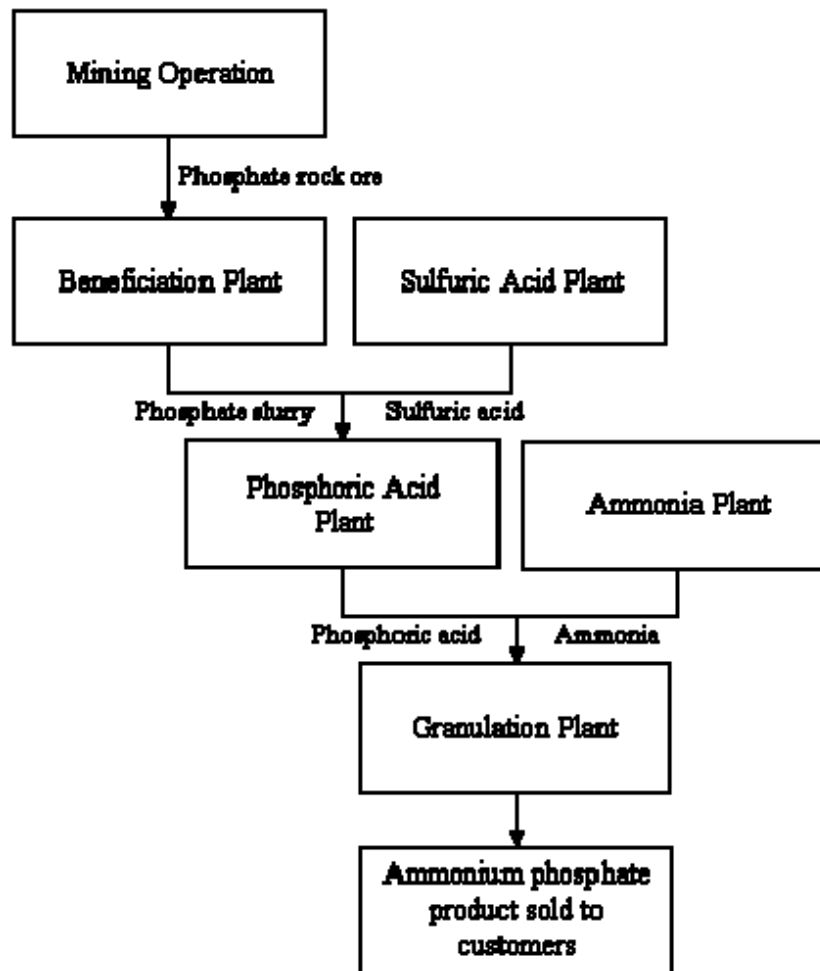 Mining Operation
Phosphate rock ore
Beneficiation Plant
Sulfuric Acid Plant
Phosphate slurry
Sulfuric acid
Phosphoric Acid
Plant
Ammonia Plant
Phosphoric acid
Ammonia
Granulation Plant
Ammonium phosphate
product sold to
customers